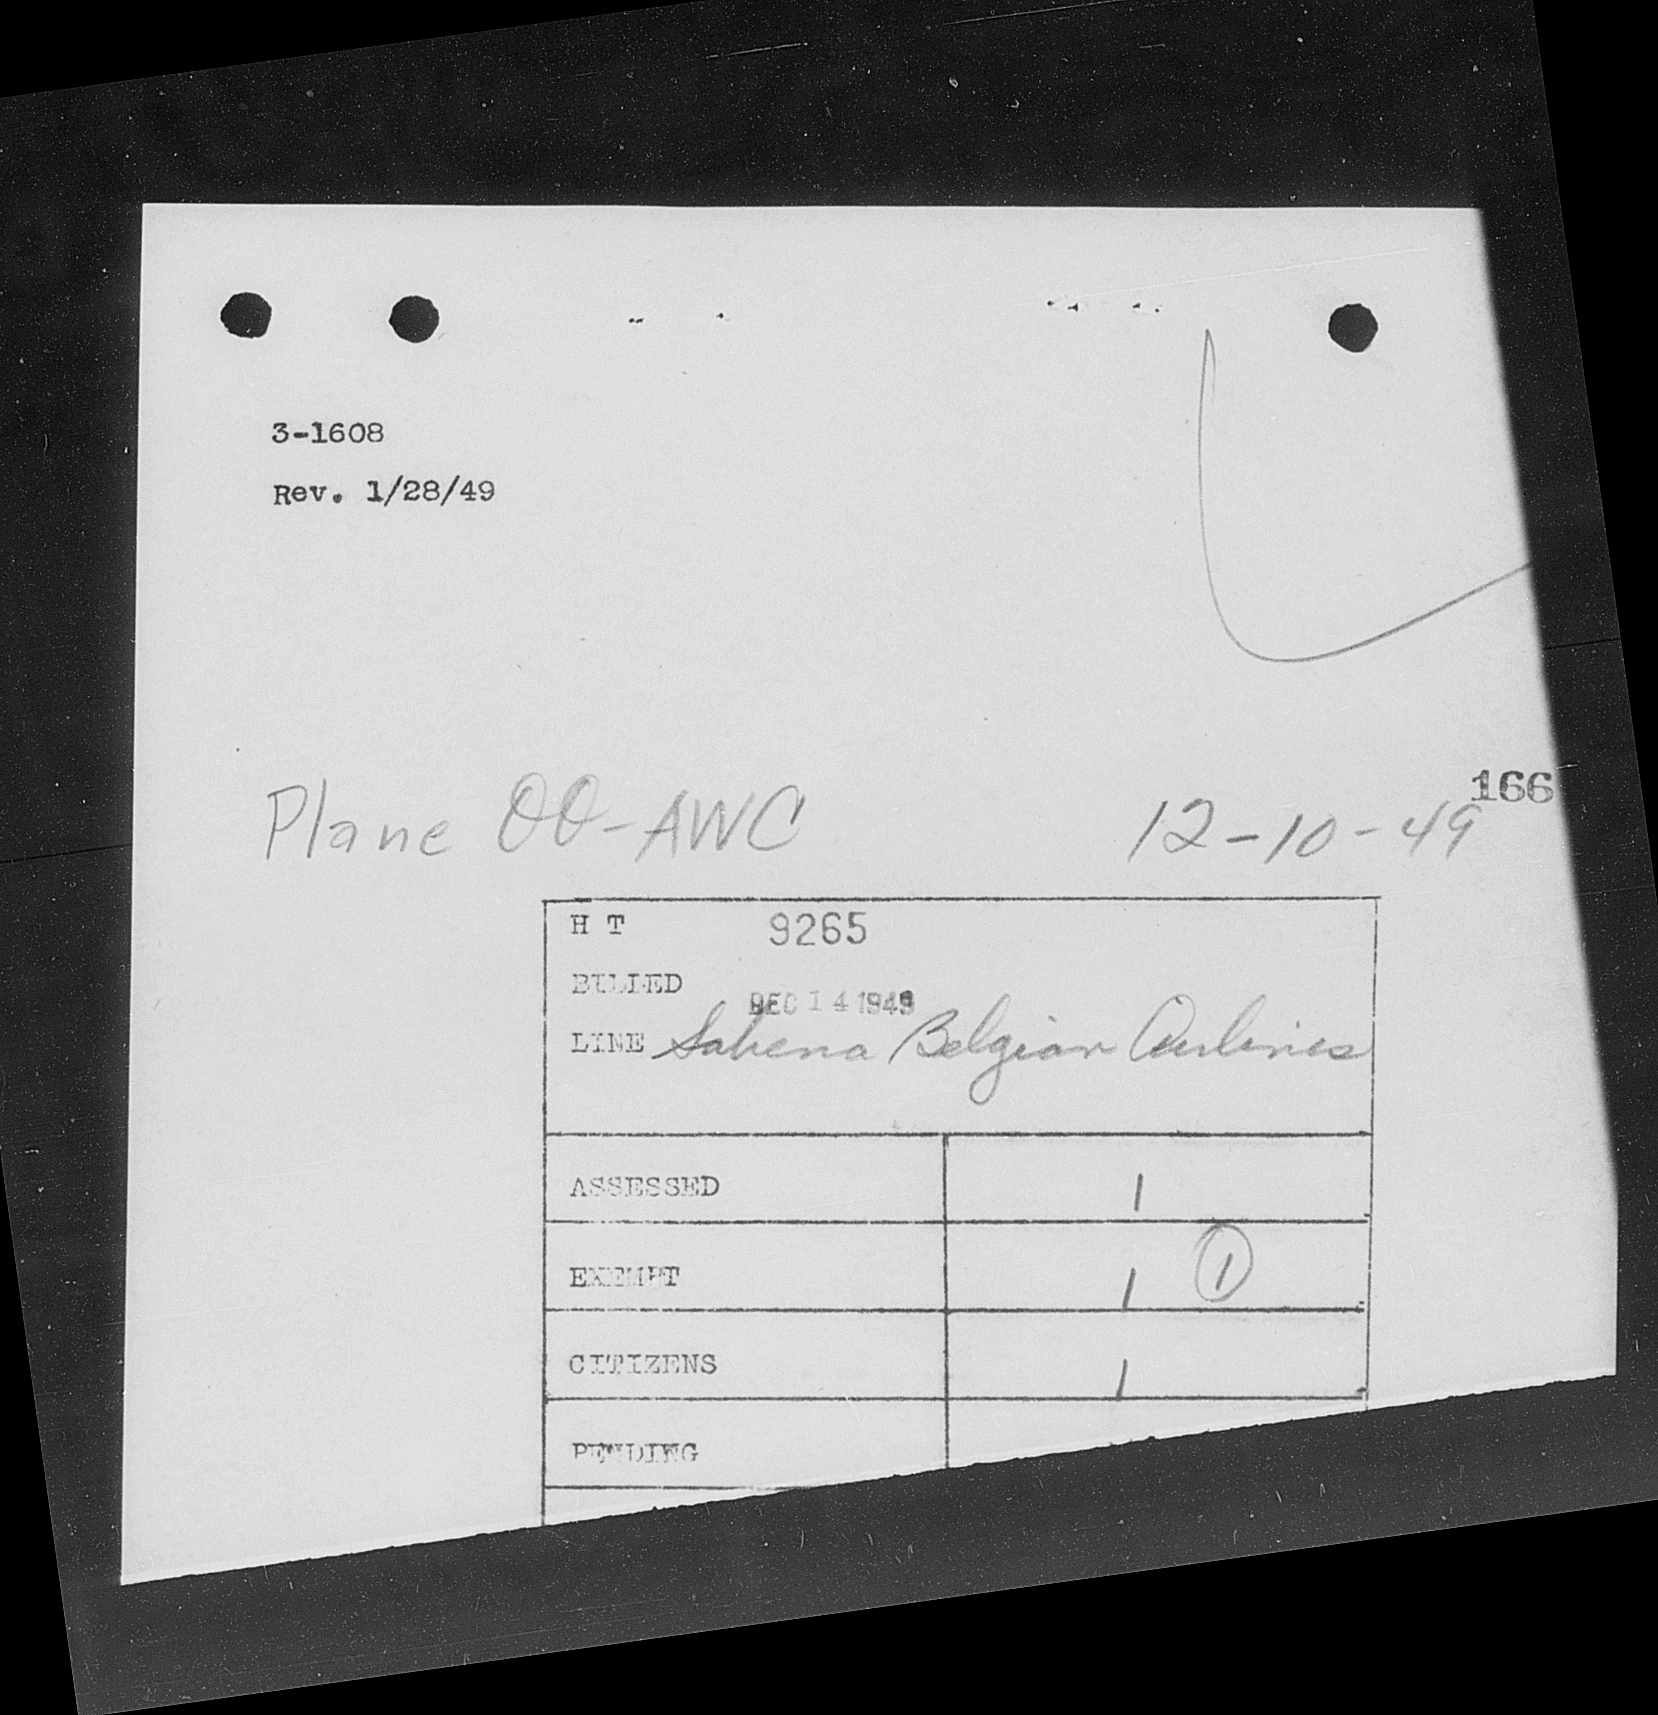 3-1608
Rev. 1/28/49
166
Plane OO-AWC 12-10-49
H T 9265
BILLED DEC 14 1949
LINE Sabena Belgian Airlines
ASSESSED 1
EXEMPT 1 1
CITIZENS 1
PENDING